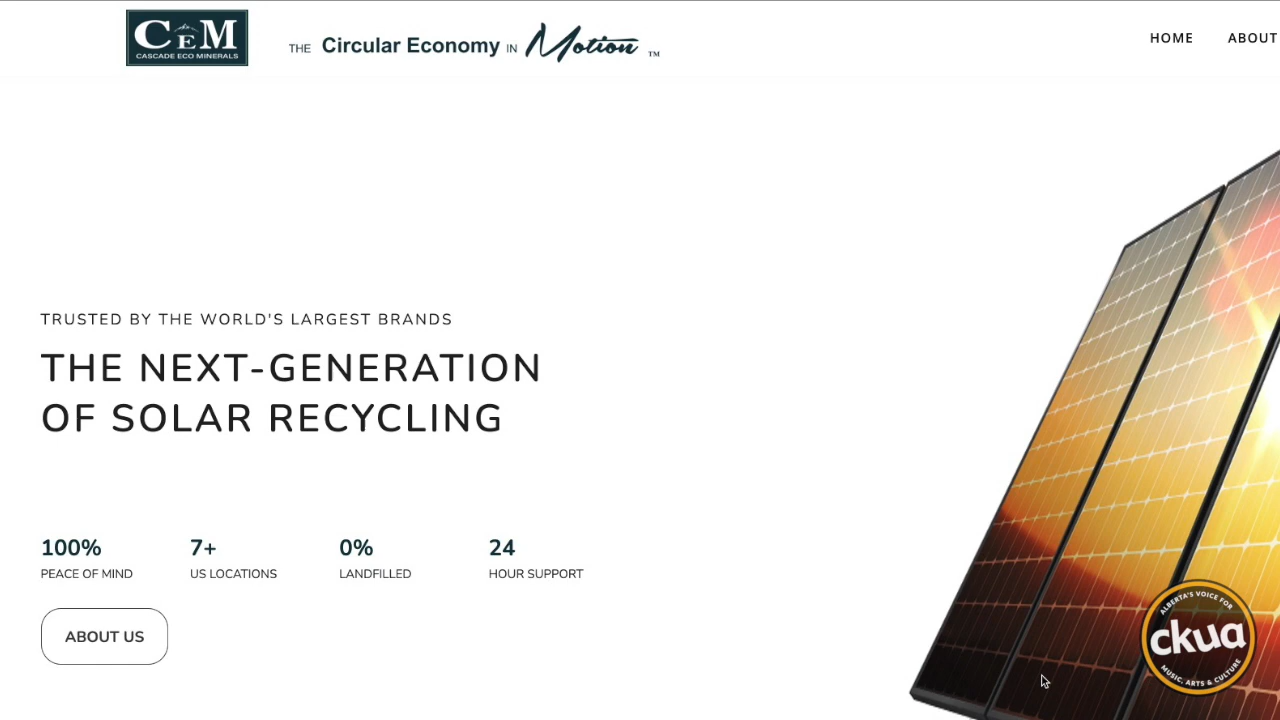 CEM
CASCADE ECO MINERALS
THE Circular Economy IN Motion ™
HOME
ABOUT
TRUSTED BY THE WORLD'S LARGEST BRANDS
THE NEXT-GENERATION
OF SOLAR RECYCLING
100%
7+
0%
24
PEACE OF MIND
US LOCATIONS
LANDFILLED
HOUR SUPPORT
ABOUT US
ALBERTA'S VOICE FOR
ckua
MUSIC, ARTS & CULTURE